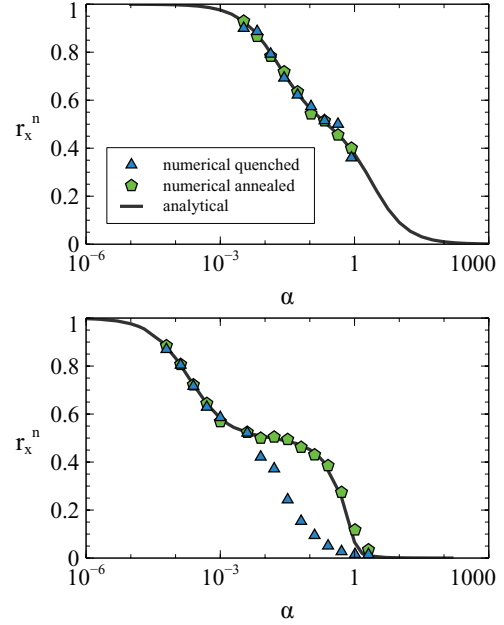 1
0.8
0.6
r_x^n
0.4
0.2
0
numerical quenched
numerical annealed
analytical
10^−6 10^−3 1 1000
α
1
0.8
0.6
r_x^n
0.4
0.2
0
10^−6 10^−3 1 1000
α